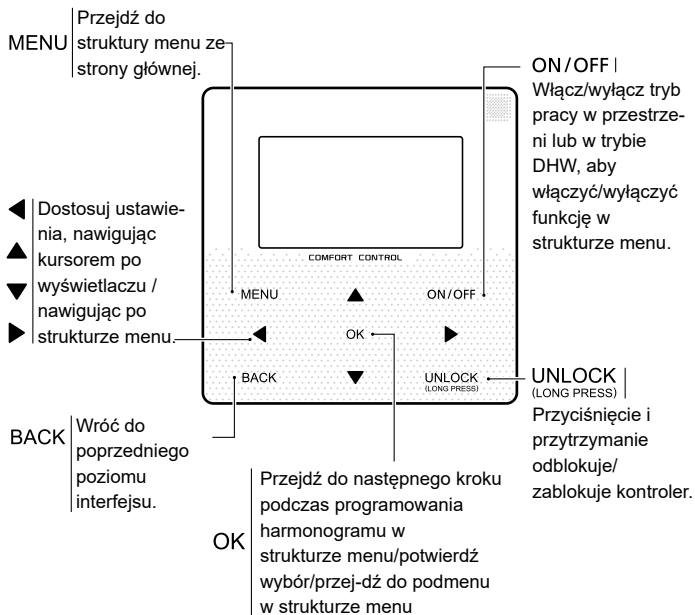 MENU
Przejdź do
struktury menu ze
strony głównej.
ON/OFF
Włącz/wyłącz tryb
pracy w przestrze-
ni lub w trybie
DHW, aby
włączyć/wyłączyć
funkcję w
strukturze menu.
Dostosuj ustawie-
nia, nawigując
kursorem po
wyświetlaczu /
nawigując po
strukturze menu.
COMFORT CONTROL
MENU
ON/OFF
OK
BACK
UNLOCK
(LONG PRESS)
UNLOCK
(LONG PRESS)
Przyciśnięcie i
przytrzymanie
odblokuje/
zablokuje kontroler.
BACK
Wróć do
poprzedniego
poziomu
interfejsu.
OK
Przejdź do następnego kroku
podczas programowania
harmonogramu w
strukturze menu/potwierdź
wybór/przej-dź do podmenu
w strukturze menu